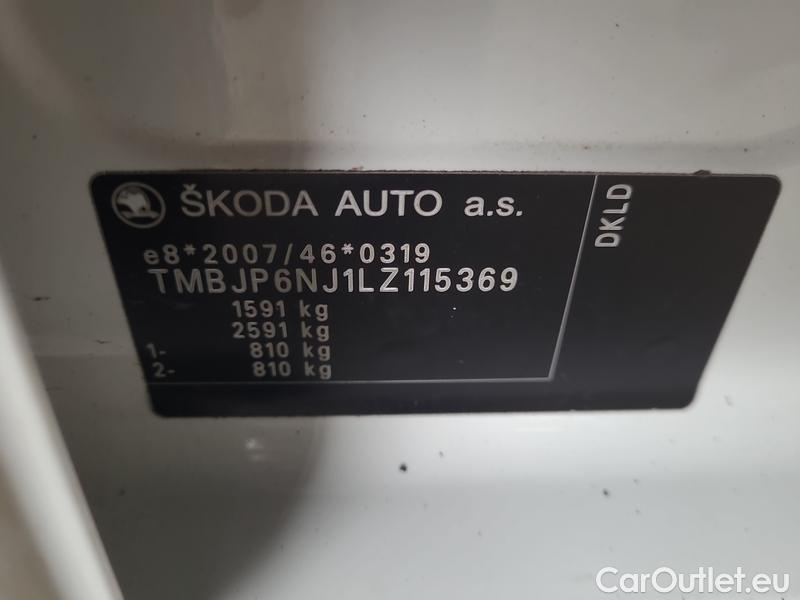 ŠKODA AUTO a.s.
e8*2007/46*0319
TMBJP6NJ1LZ115369
1591 kg
2591 kg
1- 810 kg
2- 810 kg
DKLD
CarOutlet.eu